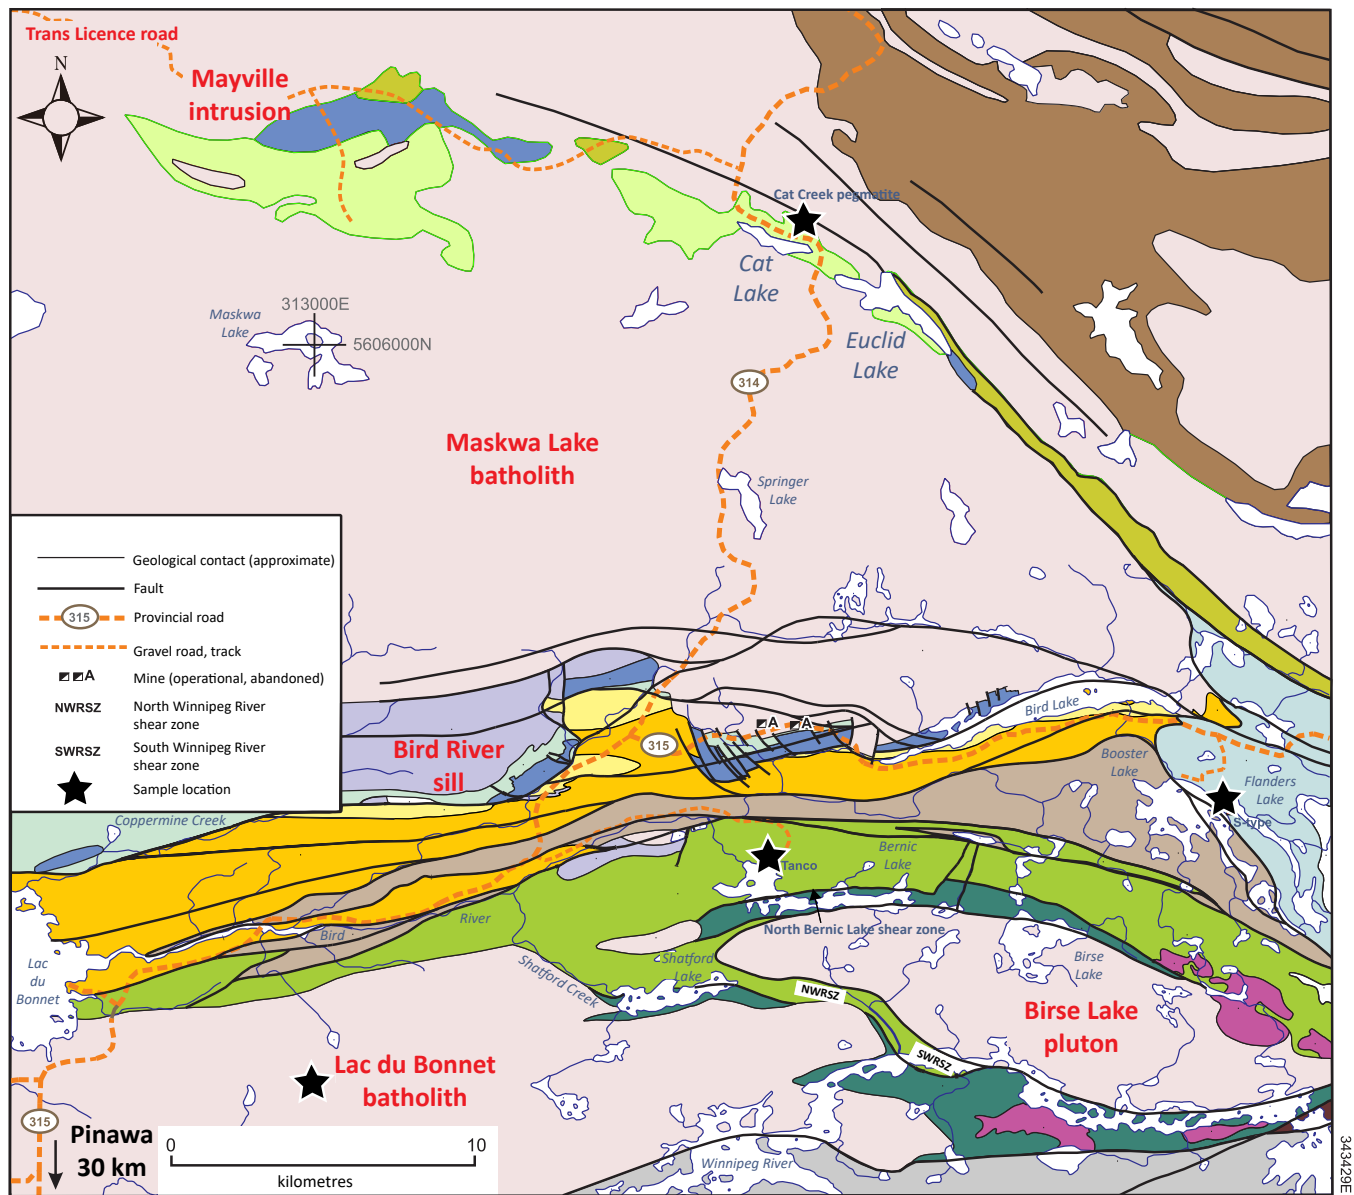 Trans Licence road
N
Mayville
intrusion
Cat Creek pegmatite
Cat
Lake
313000E
Maskwa
Lake
5606000N
Euclid
Lake
314
Maskwa Lake
batholith
Springer
Lake
Geological contact (approximate)
Fault
315
Provincial road
Gravel road, track
A
Mine (operational, abandoned)
NWRSZ
North Winnipeg River
shear zone
SWRSZ
South Winnipeg River
shear zone
Sample location
Bird Lake
A
A
315
Bird River
sill
Booster
Lake
Flanders
Lake
S-type
Coppermine Creek
Bernic
Lake
Tanco
River
Bird
North Bernic Lake shear zone
Shatford
Lake
Shatford Creek
Birse
Lake
Lac
du
Bonnet
NWRSZ
Birse Lake
pluton
SWRSZ
Lac du Bonnet
batholith
315
Pinawa
30 km
0
10
kilometres
Winnipeg River
343429E